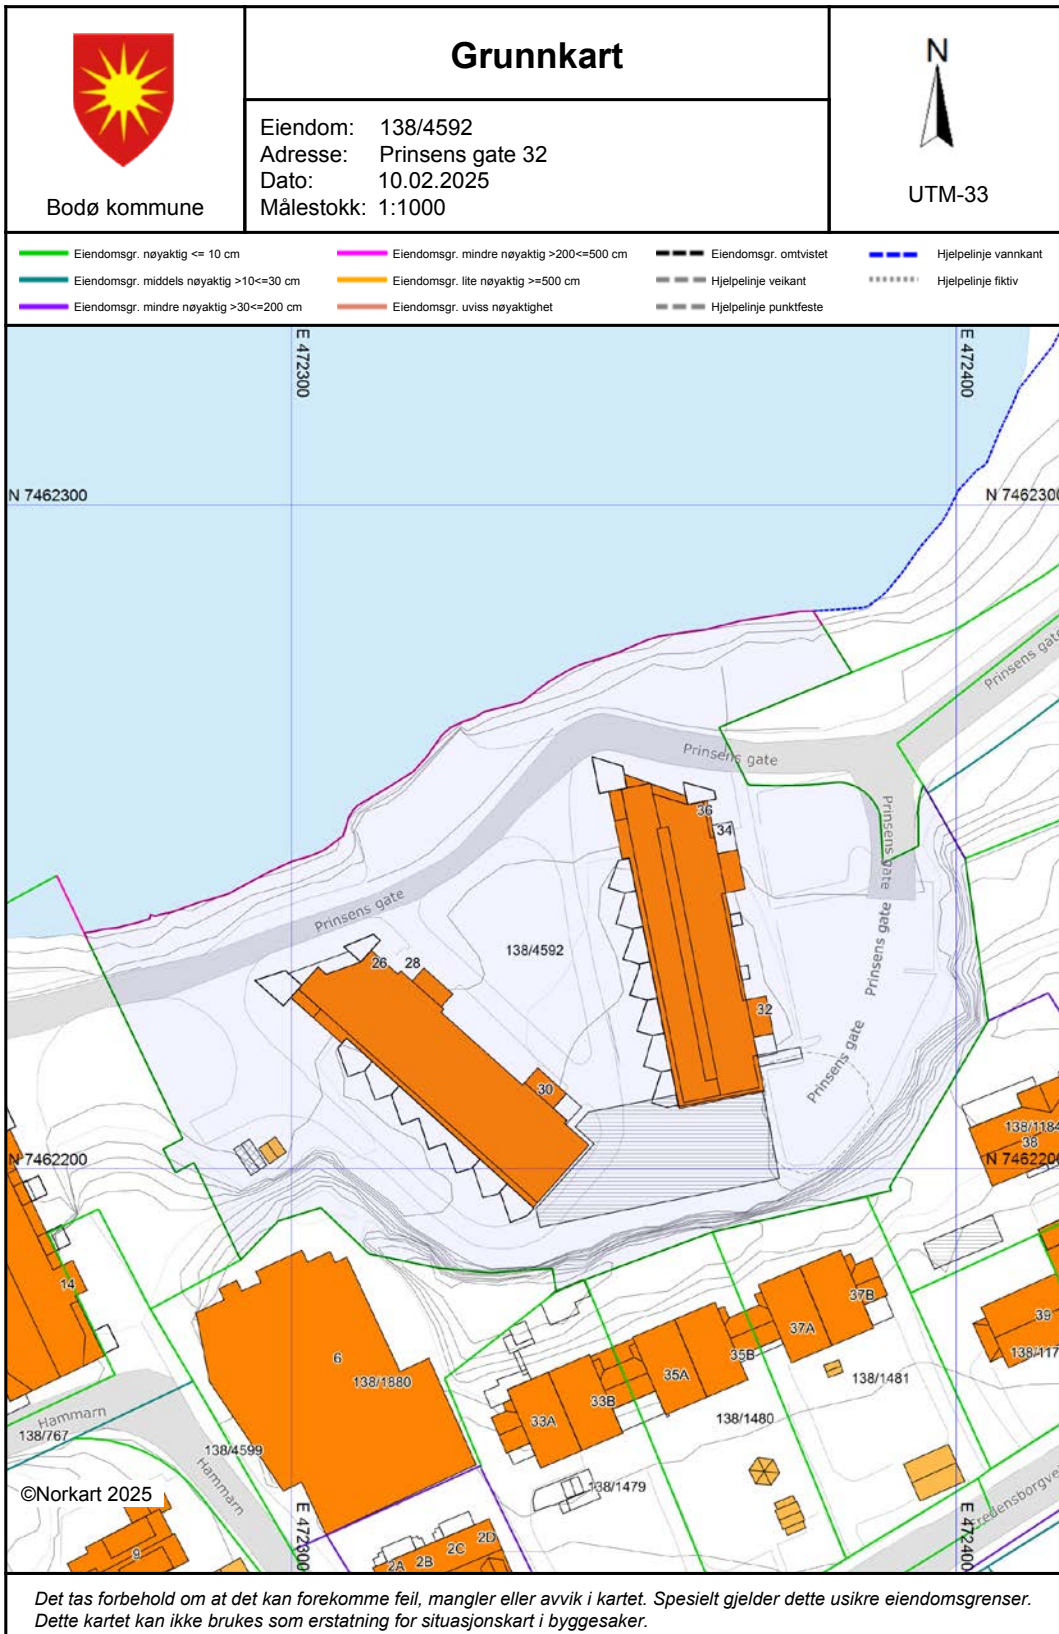 Grunnkart
Bodø kommune
Eiendom: 138/4592
Adresse: Prinsens gate 32
Dato: 10.02.2025
Målestokk: 1:1000
N
UTM-33
Eiendomsgr. nøyaktig <= 10 cm
Eiendomsgr. middels nøyaktig >10<=30 cm
Eiendomsgr. mindre nøyaktig >30<=200 cm
Eiendomsgr. mindre nøyaktig >200<=500 cm
Eiendomsgr. lite nøyaktig >=500 cm
Eiendomsgr. uviss nøyaktighet
Eiendomsgr. omtvistet
Hjelpelinje veikant
Hjelpelinje punktfeste
Hjelpelinje vannkant
Hjelpelinje fiktiv
E 472300
E 472400
N 7462300
N 7462300
Prinsens gate
Prinsens gate
Prinsens gate
36
34
Prinsens gate
Prinsens gate
138/4592
26
28
Prinsens gate
32
Prinsens gate
30
138/1184
38
N 7462200
N 7462200
14
37B
39
37A
138/117
6
35B
138/1880
35A
138/1481
33B
33A
138/1480
Hammarn
138/767
138/4599
Hammarn
138/1479
©Norkart 2025
E 472300
E 472400
redensborgvei
9
2A
2B
2C
2D
Det tas forbehold om at det kan forekomme feil, mangler eller avvik i kartet. Spesielt gjelder dette usikre eiendomsgrenser.
Dette kartet kan ikke brukes som erstatning for situasjonskart i byggesaker.